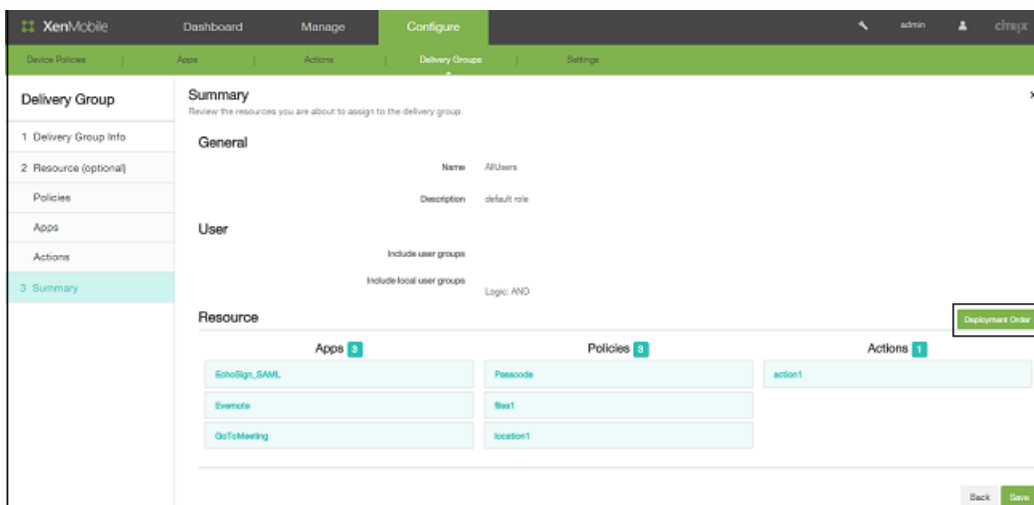 XenMobile Dashboard Manage Configure admin citrix
Device Policies | Apps | Actions | Delivery Groups | Settings
Delivery Group
1 Delivery Group Info
2 Resource (optional)
Policies
Apps
Actions
3 Summary
Summary
Review the resources you are about to assign to the delivery group.
General
Name AllUsers
Description default role
User
Include user groups
Include local user groups
Logic: AND
Resource
Deployment Order
Apps 3
EchoSign_SAML
Evernote
GoToMeeting
Policies 3
Passcode
files1
location1
Actions 1
action1
Back Save